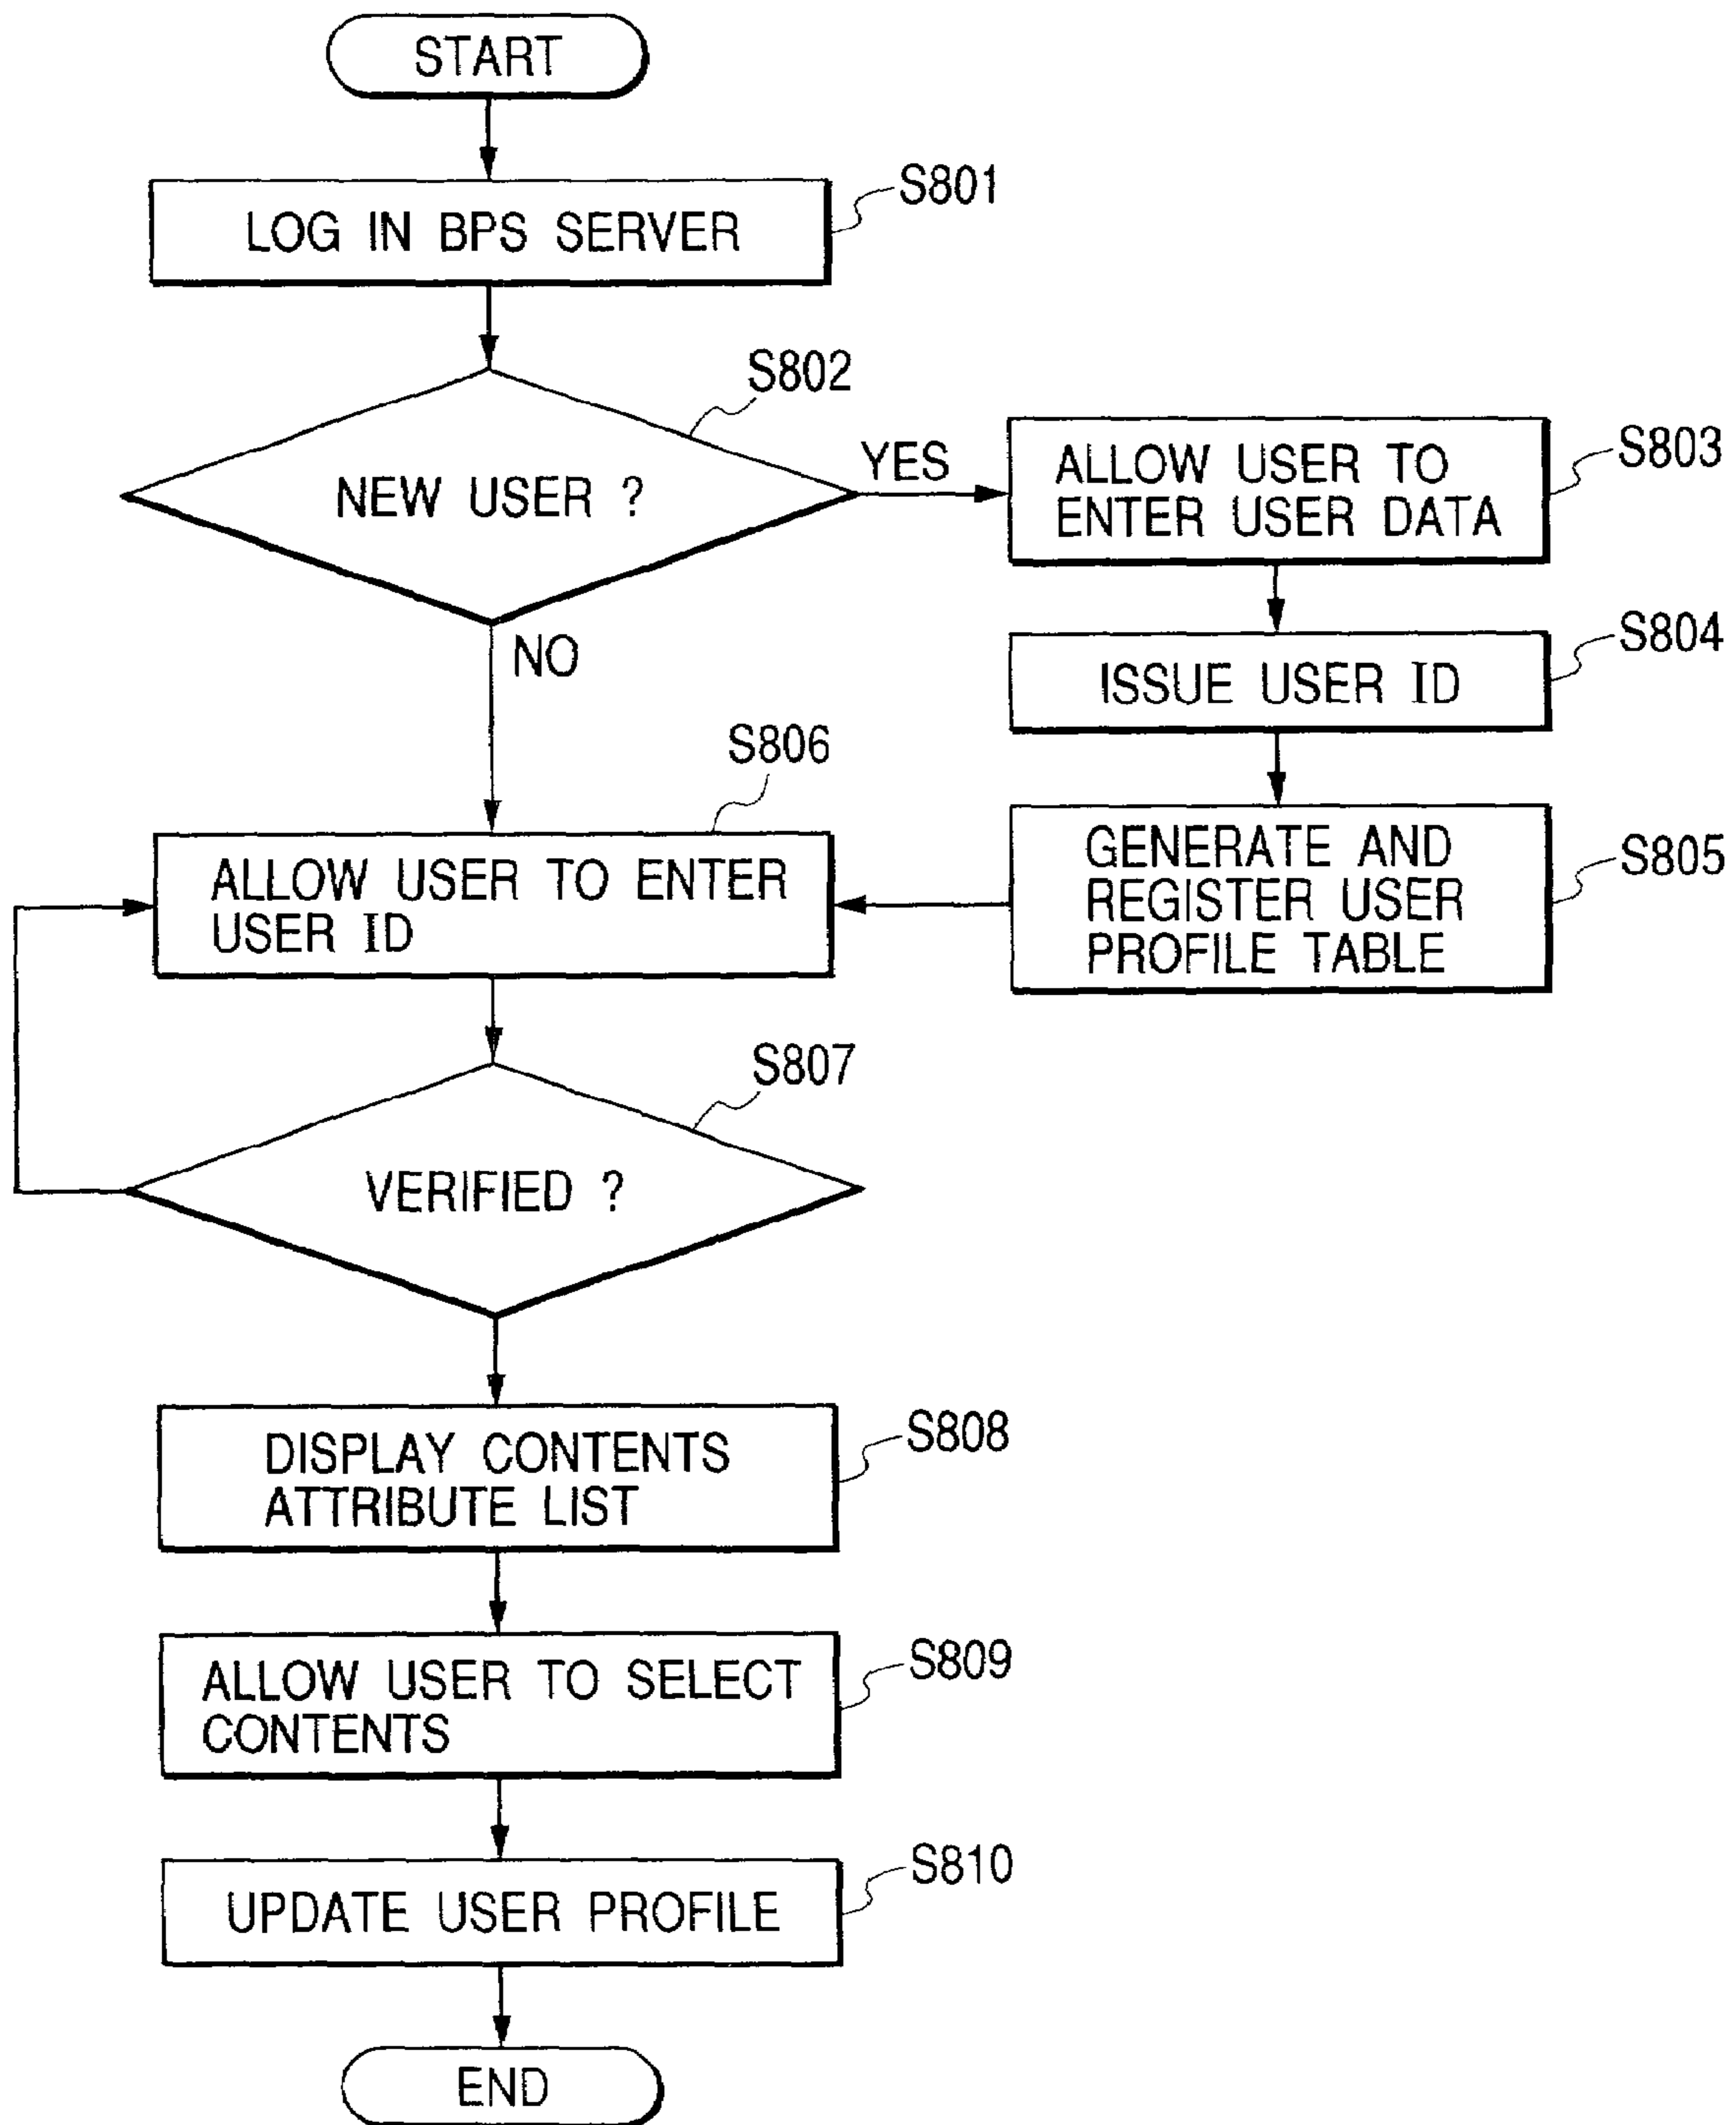 START
S801
LOG IN BPS SERVER
S802
NEW USER ?
YES
S803
ALLOW USER TO
ENTER USER DATA
NO
S804
ISSUE USER ID
S805
GENERATE AND
REGISTER USER
PROFILE TABLE
S806
ALLOW USER TO ENTER
USER ID
S807
VERIFIED ?
S808
DISPLAY CONTENTS
ATTRIBUTE LIST
S809
ALLOW USER TO SELECT
CONTENTS
S810
UPDATE USER PROFILE
END